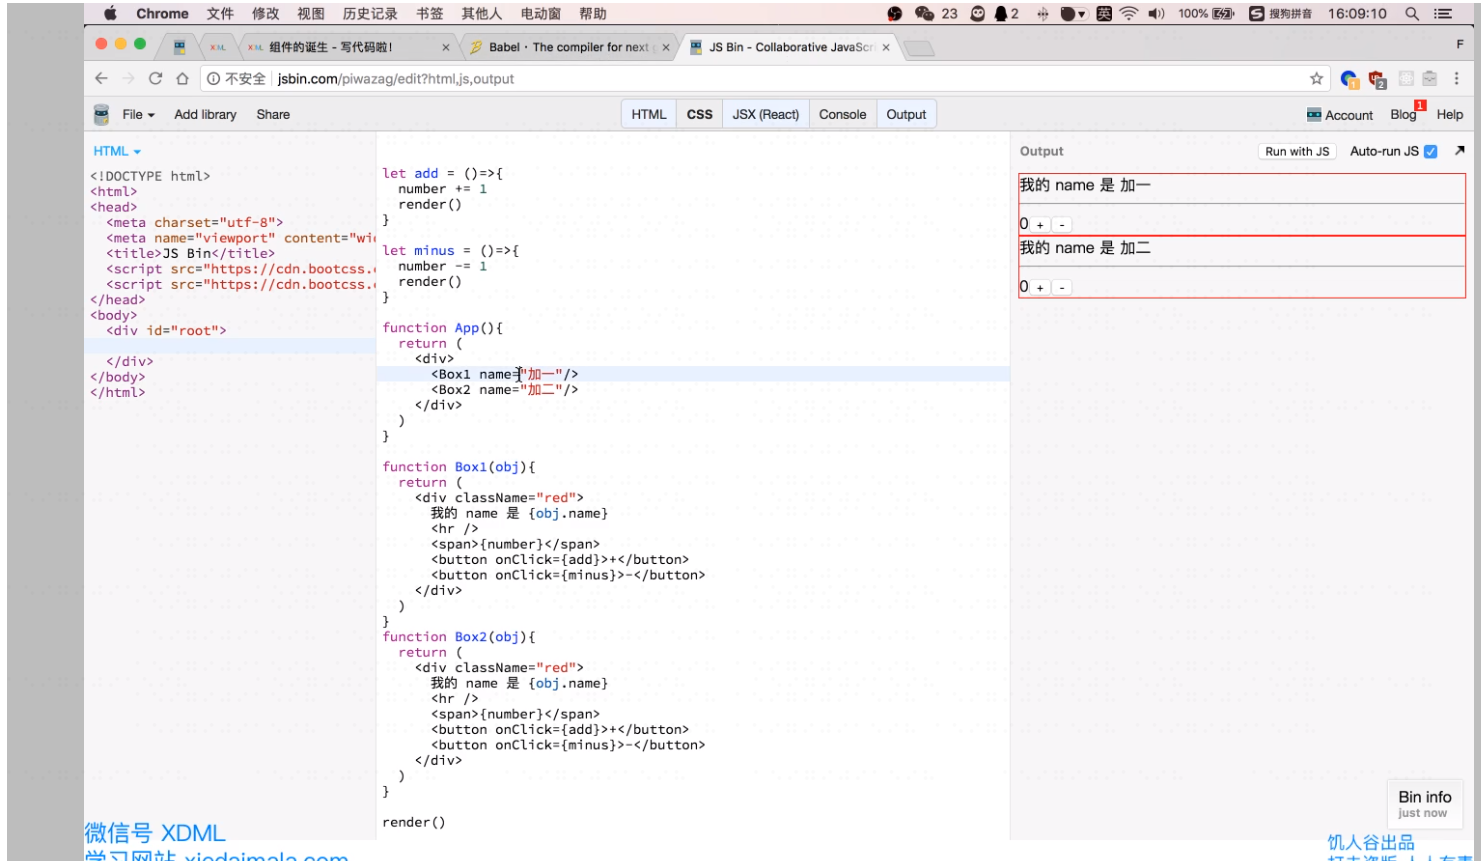 Chrome 文件 修改 视图 历史记录 书签 其他人 电动窗 帮助 23 2 英 100% S 搜狗拼音 16:09:10
XML XML 组件的诞生 - 写代码啦! × Babel · The compiler for next × JS Bin - Collaborative JavaScri × F
不安全 jsbin.com/piwazag/edit?html,js,output 1 2
File Add library Share HTML CSS JSX (React) Console Output Account Blog 1 Help
HTML
<!DOCTYPE html>
<html>
<head>
<meta charset="utf-8">
<meta name="viewport" content="wi
<title>JS Bin</title>
<script src="https://cdn.bootcss.
<script src="https://cdn.bootcss.
</head>
<body>
<div id="root">
</div>
</body>
</html>
let add = ()=>{
number += 1
render()
}
let minus = ()=>{
number -= 1
render()
}
function App(){
return (
<div>
<Box1 name="加一"/>
<Box2 name="加二"/>
</div>
)
}
function Box1(obj){
return (
<div className="red">
我的 name 是 {obj.name}
<hr />
<span>{number}</span>
<button onClick={add}>+</button>
<button onClick={minus}>-</button>
</div>
)
}
function Box2(obj){
return (
<div className="red">
我的 name 是 {obj.name}
<hr />
<span>{number}</span>
<button onClick={add}>+</button>
<button onClick={minus}>-</button>
</div>
)
}
render()
Output Run with JS Auto-run JS
我的 name 是 加一
0 + -
我的 name 是 加二
0 + -
Bin info
just now
微信号 XDML
学习网站 xiedaimala.com
饥人谷出品